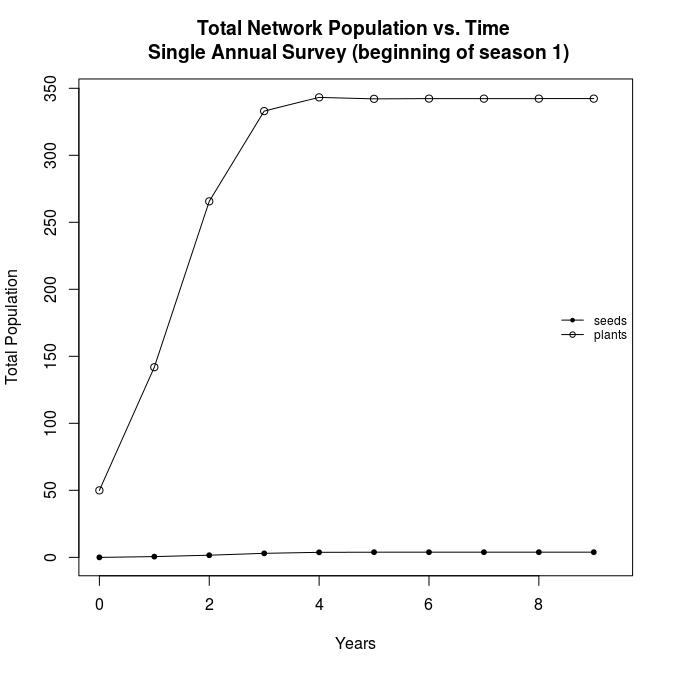 Total Network Population vs. Time
Single Annual Survey (beginning of season 1)
350
300
250
200
150
100
50
0
Total Population
seeds
plants
0 2 4 6 8
Years